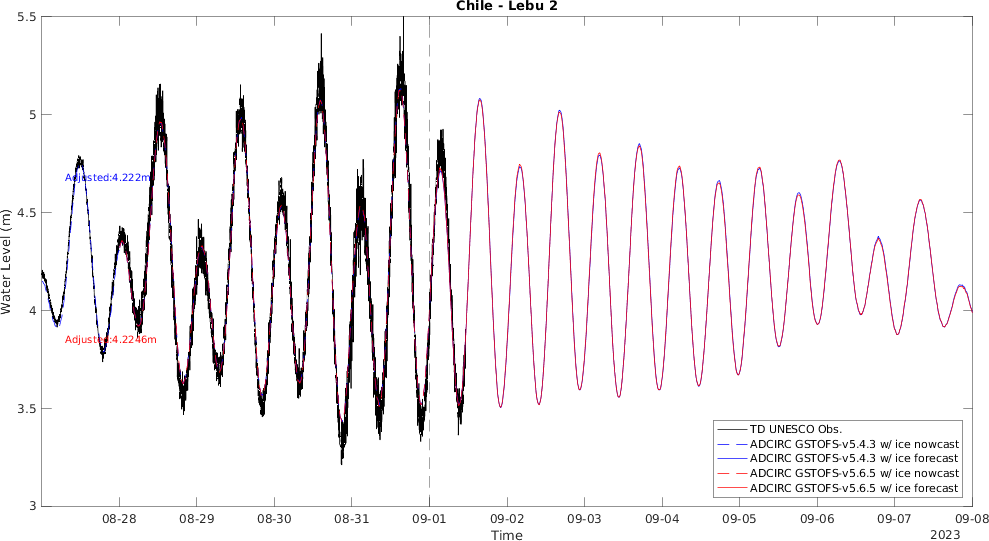 Chile - Lebu 2
5.5
5
4.5
4
3.5
3
Water Level (m)
Adjusted:4.222m
Adjusted:4.2246m
TD UNESCO Obs.
ADCIRC GSTOFS-v5.4.3 w/ ice nowcast
ADCIRC GSTOFS-v5.4.3 w/ ice forecast
ADCIRC GSTOFS-v5.6.5 w/ ice nowcast
ADCIRC GSTOFS-v5.6.5 w/ ice forecast
08-28 08-29 08-30 08-31 09-01 09-02 09-03 09-04 09-05 09-06 09-07 09-08
Time
2023